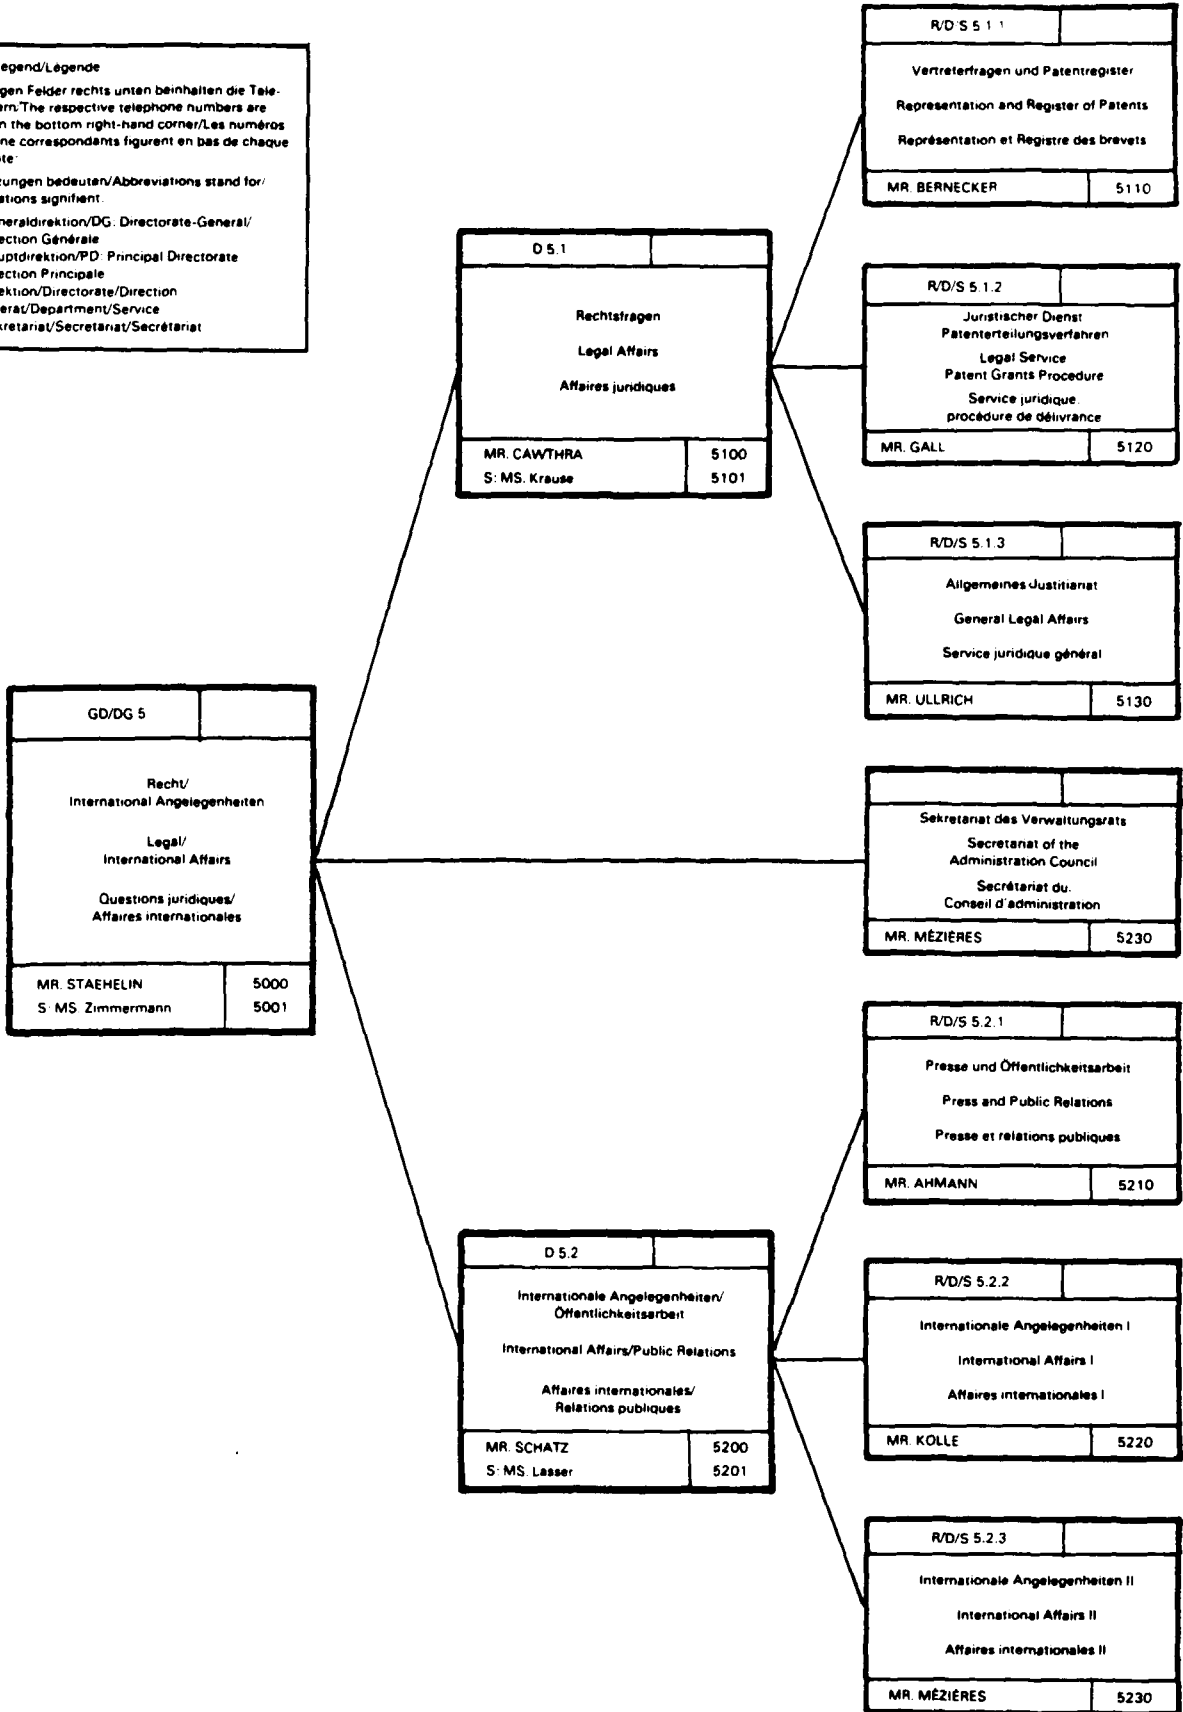 egend/Légende
gen Felder rechts unten beinhalten die Tele-
ern/The respective telephone numbers are
n the bottom right-hand corner/Les numéros
ne correspondants figurent en bas de chaque
te:
zungen bedeuten/Abbreviations stand for/
ations signifient.
neraldirektion/DG: Directorate-General/
ection Générale
uptdirektion/PD: Principal Directorate
ection Principale
ektion/Directorate/Direction
erat/Department/Service
kretariat/Secretariat/Secrétariat
GD/DG 5
Recht/
International Angelegenheiten
Legal/
International Affairs
Questions juridiques/
Affaires internationales
MR. STAEHELIN 5000
S: MS. Zimmermann 5001
D 5.1
Rechtsfragen
Legal Affairs
Affaires juridiques
MR. CAWTHRA 5100
S: MS. Krause 5101
R/D/S 5.1.1
Vertreterfragen und Patentregister
Representation and Register of Patents
Représentation et Registre des brevets
MR. BERNECKER 5110
R/D/S 5.1.2
Juristischer Dienst
Patenterteilungsverfahren
Legal Service
Patent Grants Procedure
Service juridique.
procédure de délivrance
MR. GALL 5120
R/D/S 5.1.3
Allgemeines Justitiariat
General Legal Affairs
Service juridique général
MR. ULLRICH 5130
Sekretariat des Verwaltungsrats
Secretariat of the
Administration Council
Secrétariat du.
Conseil d'administration
MR. MÉZIÈRES 5230
D 5.2
Internationale Angelegenheiten/
Öffentlichkeitsarbeit
International Affairs/Public Relations
Affaires internationales/
Relations publiques
MR. SCHATZ 5200
S: MS. Lasser 5201
R/D/S 5.2.1
Presse und Öffentlichkeitsarbeit
Press and Public Relations
Presse et relations publiques
MR. AHMANN 5210
R/D/S 5.2.2
Internationale Angelegenheiten I
International Affairs I
Affaires internationales I
MR. KOLLE 5220
R/D/S 5.2.3
Internationale Angelegenheiten II
International Affairs II
Affaires internationales II
MR. MÉZIÈRES 5230